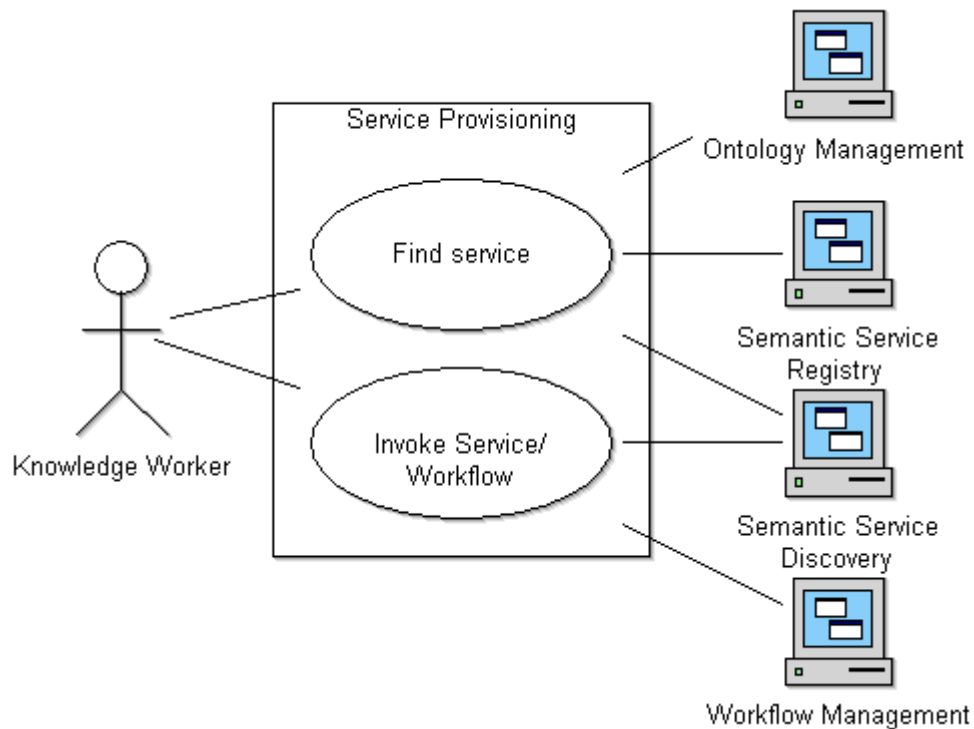 Service Provisioning
Ontology Management
Find service
Semantic Service
Registry
Knowledge Worker
Invoke Service/
Workflow
Semantic Service
Discovery
Workflow Management